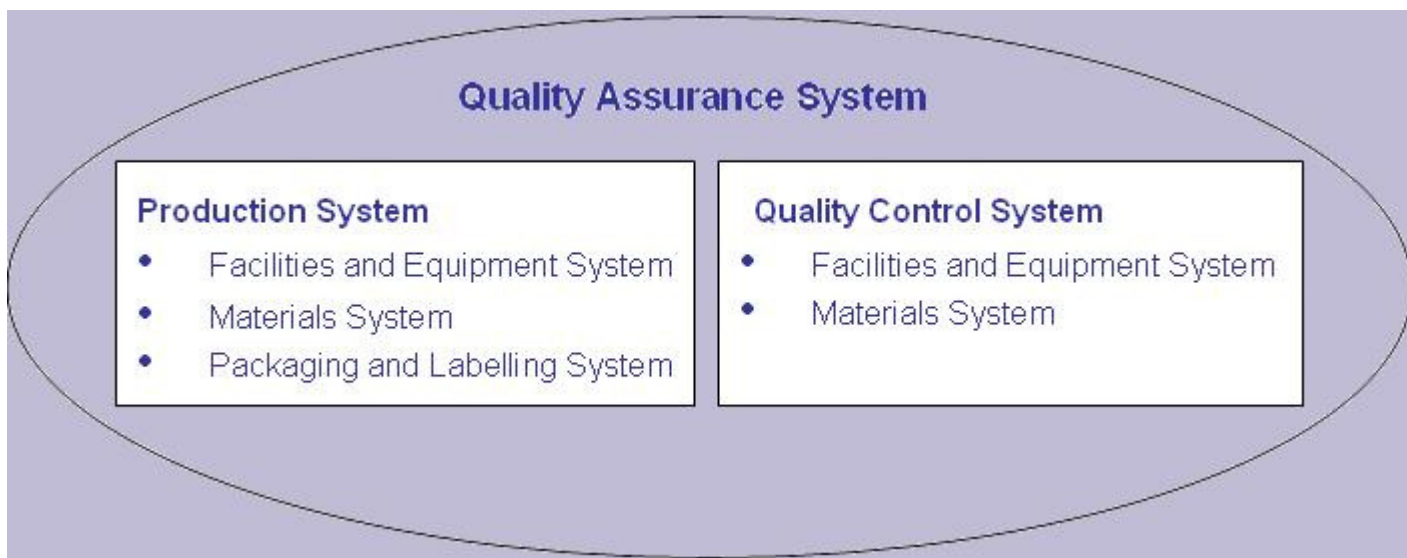 Quality Assurance System
Production System
• Facilities and Equipment System
• Materials System
• Packaging and Labelling System
Quality Control System
• Facilities and Equipment System
• Materials System